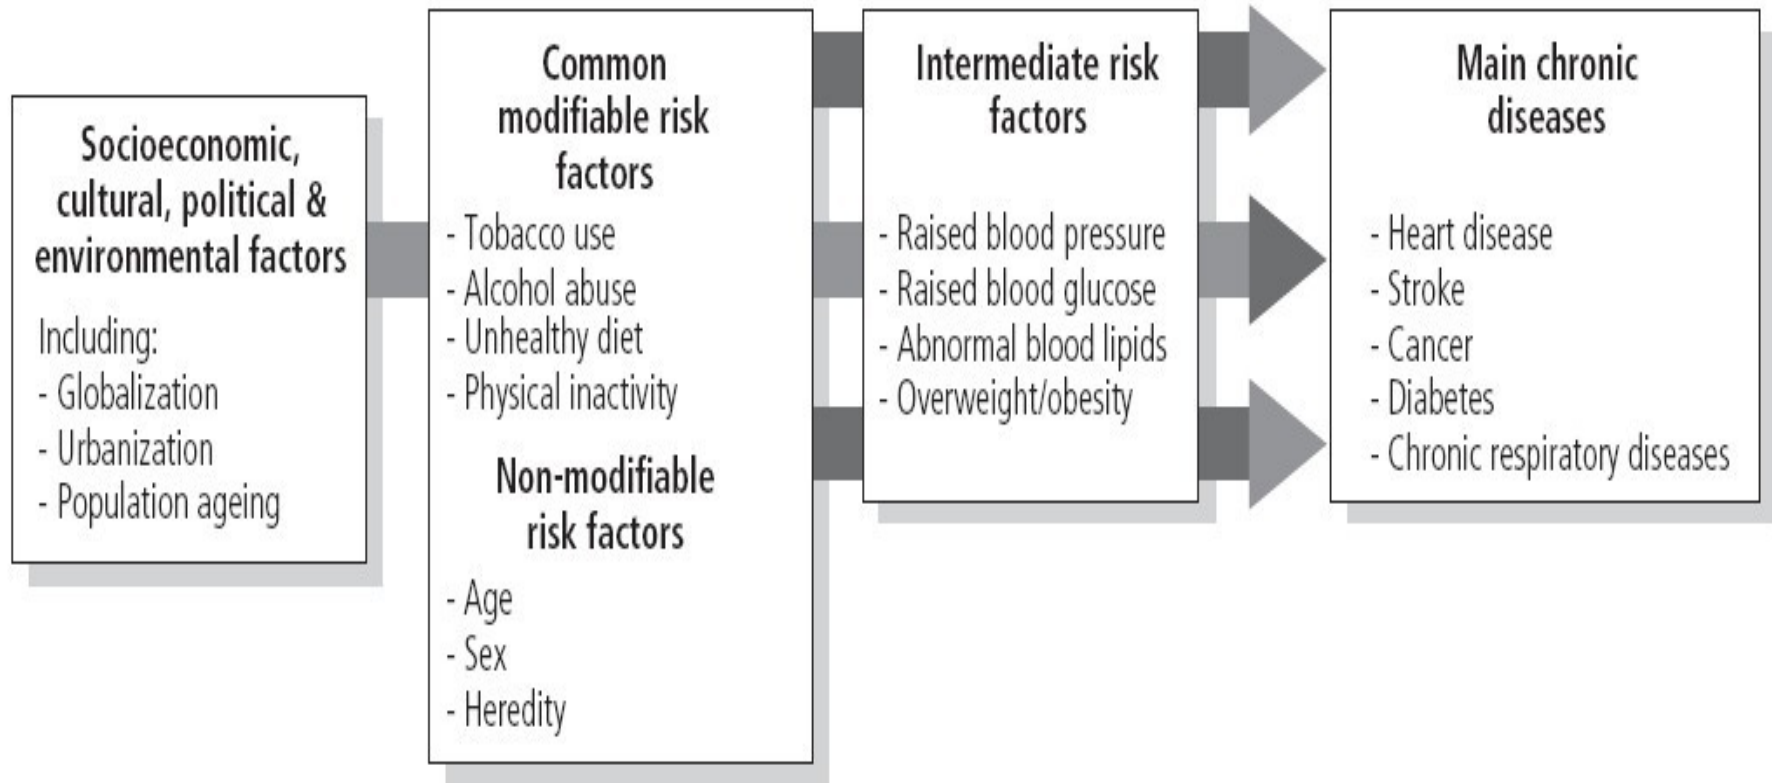 Socioeconomic,
cultural, political &
environmental factors
Including:
- Globalization
- Urbanization
- Population ageing
Common
modifiable risk
factors
- Tobacco use
- Alcohol abuse
- Unhealthy diet
- Physical inactivity
Non-modifiable
risk factors
- Age
- Sex
- Heredity
Intermediate risk
factors
- Raised blood pressure
- Raised blood glucose
- Abnormal blood lipids
- Overweight/obesity
Main chronic
diseases
- Heart disease
- Stroke
- Cancer
- Diabetes
- Chronic respiratory diseases